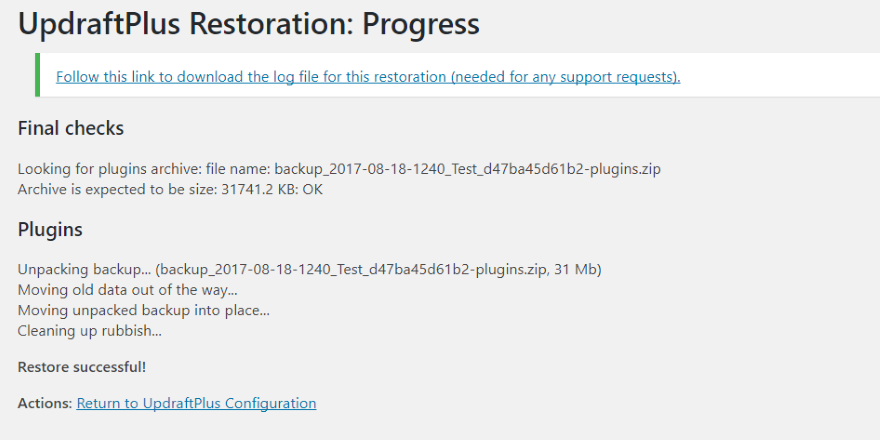 UpdraftPlus Restoration: Progress
Follow this link to download the log file for this restoration (needed for any support requests).
Final checks
Looking for plugins archive: file name: backup_2017-08-18-1240_Test_d47ba45d61b2-plugins.zip
Archive is expected to be size: 31741.2 KB: OK
Plugins
Unpacking backup... (backup_2017-08-18-1240_Test_d47ba45d61b2-plugins.zip, 31 Mb)
Moving old data out of the way...
Moving unpacked backup into place...
Cleaning up rubbish...
Restore successful!
Actions: Return to UpdraftPlus Configuration